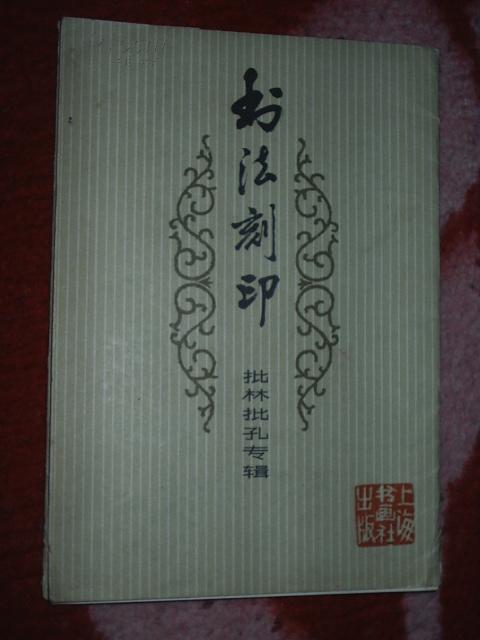 书法刻印
批林批孔专辑
上海
书画社
出版